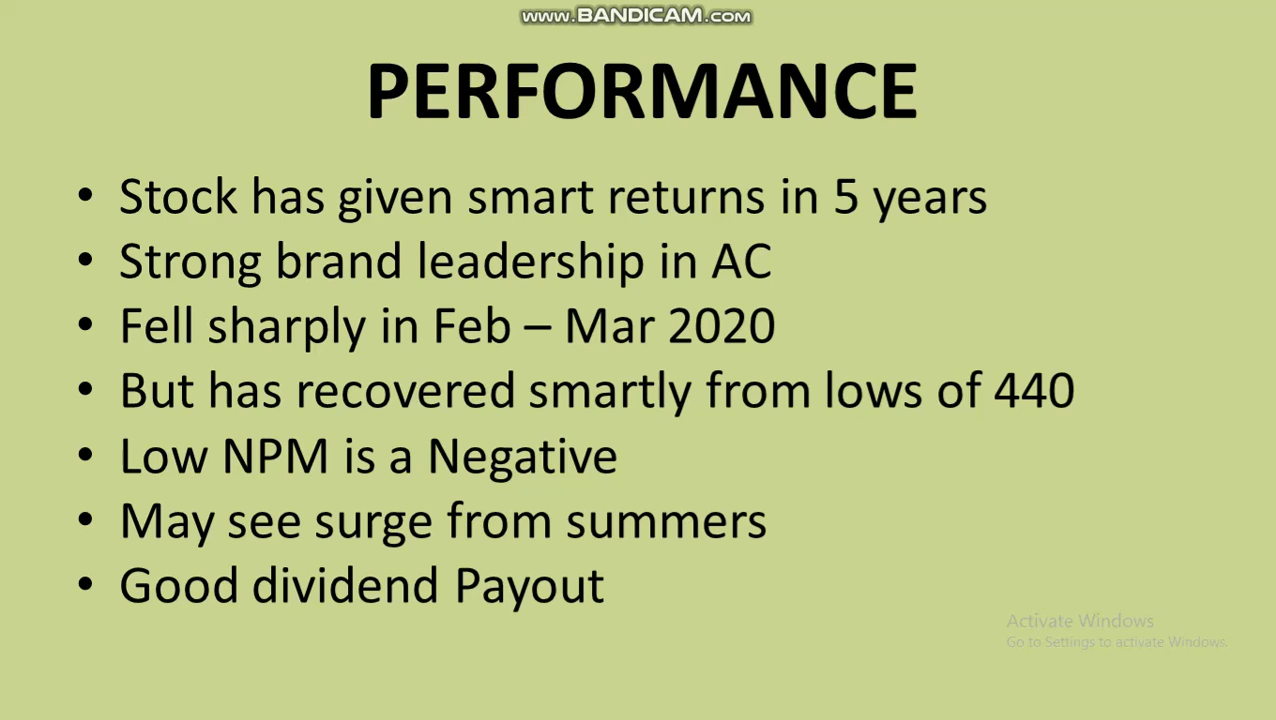 www.BANDICAM.com
PERFORMANCE
• Stock has given smart returns in 5 years
• Strong brand leadership in AC
• Fell sharply in Feb – Mar 2020
• But has recovered smartly from lows of 440
• Low NPM is a Negative
• May see surge from summers
• Good dividend Payout
Activate Windows
Go to Settings to activate Windows.